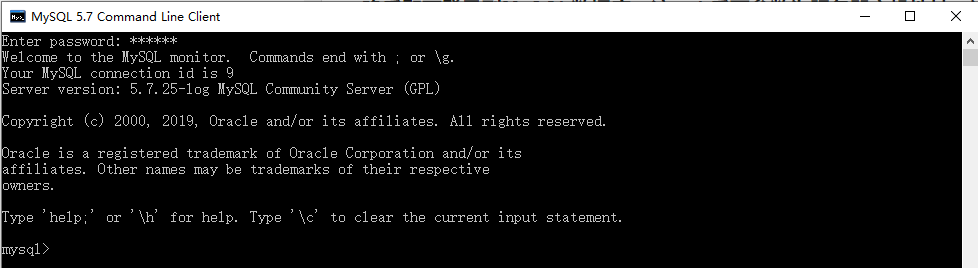 MySQL 5.7 Command Line Client
Enter password: ******
Welcome to the MySQL monitor.  Commands end with ; or \g.
Your MySQL connection id is 9
Server version: 5.7.25-log MySQL Community Server (GPL)
Copyright (c) 2000, 2019, Oracle and/or its affiliates. All rights reserved.
Oracle is a registered trademark of Oracle Corporation and/or its
affiliates. Other names may be trademarks of their respective
owners.
Type 'help;' or '\h' for help. Type '\c' to clear the current input statement.
mysql>